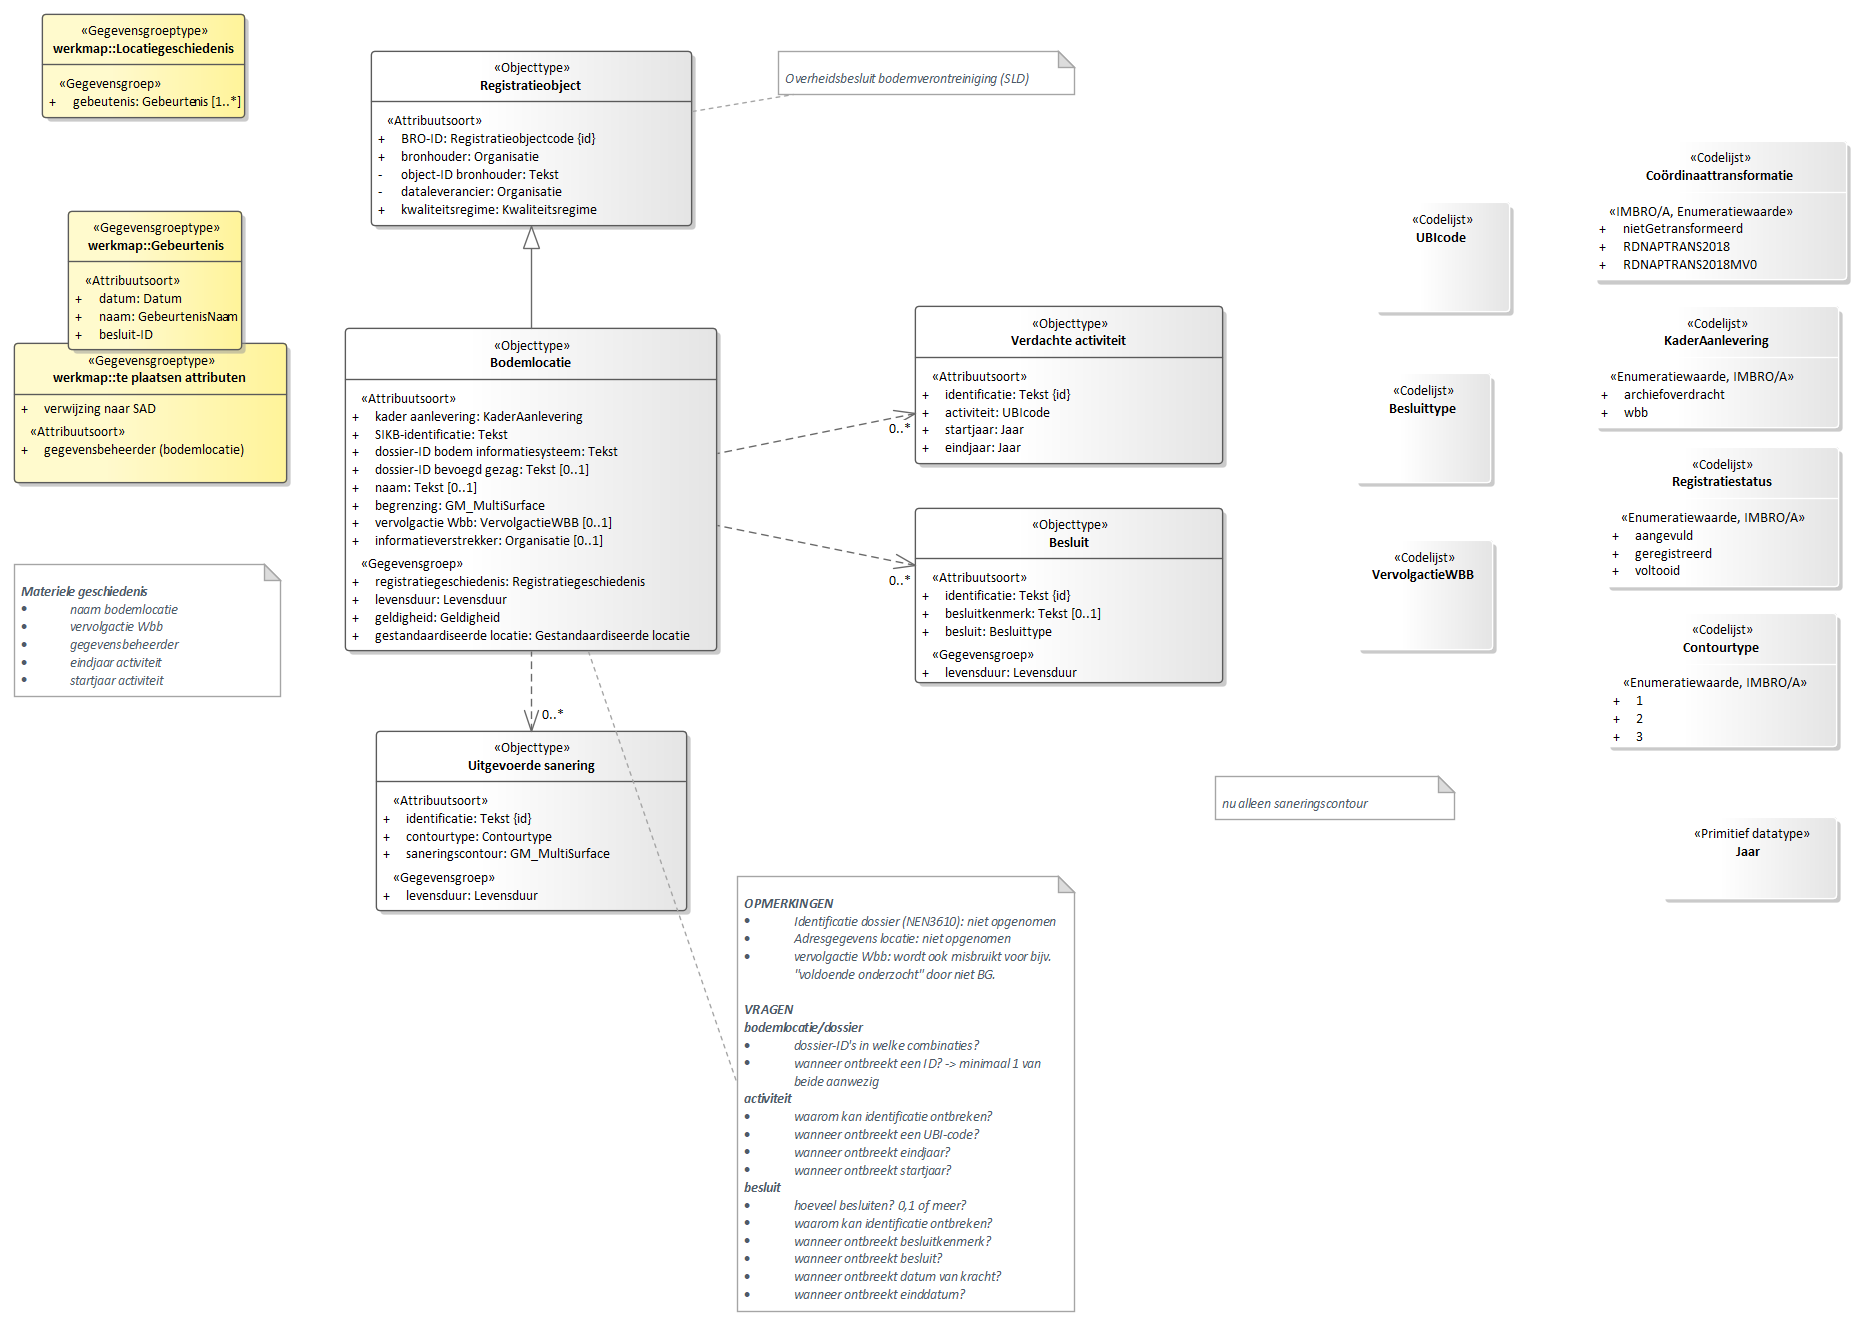 «Gegevensgroeptype»
werkmap::Locatiegeschiedenis
«Gegevensgroep»
+ gebeutenis: Gebeurtenis [1..*]
«Gegevensgroeptype»
werkmap::Gebeurtenis
«Attribuutsoort»
+ datum: Datum
+ naam: GebeurtenisNaam
+ besluit-ID
«Gegevensgroeptype»
werkmap::te plaatsen attributen
+ verwijzing naar SAD
«Attribuutsoort»
+ gegevensbeheerder (bodemlocatie)
Materiele geschiedenis
• naam bodemlocatie
• vervolgactie Wbb
• gegevensbeheerder
• eindjaar activiteit
• startjaar activiteit
«Objecttype»
Registratieobject
«Attribuutsoort»
+ BRO-ID: Registratieobjectcode {id}
+ bronhouder: Organisatie
- object-ID bronhouder: Tekst
- dataleverancier: Organisatie
+ kwaliteitsregime: Kwaliteitsregime
Overheidsbesluit bodemverontreiniging (SLD)
«Objecttype»
Bodemlocatie
«Attribuutsoort»
+ kader aanlevering: KaderAanlevering
+ SIKB-identificatie: Tekst
+ dossier-ID bodem informatiesysteem: Tekst
+ dossier-ID bevoegd gezag: Tekst [0..1]
+ naam: Tekst [0..1]
+ begrenzing: GM_MultiSurface
+ vervolgactie Wbb: VervolgactieWBB [0..1]
+ informatieverstrekker: Organisatie [0..1]
«Gegevensgroep»
+ registratiegeschiedenis: Registratiegeschiedenis
+ levensduur: Levensduur
+ geldigheid: Geldigheid
+ gestandaardiseerde locatie: Gestandaardiseerde locatie
0..*
0..*
0..*
«Objecttype»
Verdachte activiteit
«Attribuutsoort»
+ identificatie: Tekst {id}
+ activiteit: UBIcode
+ startjaar: Jaar
+ eindjaar: Jaar
«Objecttype»
Besluit
«Attribuutsoort»
+ identificatie: Tekst {id}
+ besluitkenmerk: Tekst [0..1]
+ besluit: Besluittype
«Gegevensgroep»
+ levensduur: Levensduur
«Objecttype»
Uitgevoerde sanering
«Attribuutsoort»
+ identificatie: Tekst {id}
+ contourtype: Contourtype
+ saneringscontour: GM_MultiSurface
«Gegevensgroep»
+ levensduur: Levensduur
OPMERKINGEN
• Identificatie dossier (NEN3610): niet opgenomen
• Adresgegevens locatie: niet opgenomen
• vervolgactie Wbb: wordt ook misbruikt voor bijv.
"voldoende onderzocht" door niet BG.
VRAGEN
bodemlocatie/dossier
• dossier-ID's in welke combinaties?
• wanneer ontbreekt een ID? -> minimaal 1 van
beide aanwezig
activiteit
• waarom kan identificatie ontbreken?
• wanneer ontbreekt een UBI-code?
• wanneer ontbreekt eindjaar?
• wanneer ontbreekt startjaar?
besluit
• hoeveel besluiten? 0,1 of meer?
• waarom kan identificatie ontbreken?
• wanneer ontbreekt besluitkenmerk?
• wanneer ontbreekt besluit?
• wanneer ontbreekt datum van kracht?
• wanneer ontbreekt einddatum?
nu alleen saneringscontour
«Codelijst»
UBIcode
«Codelijst»
Besluittype
«Codelijst»
VervolgactieWBB
«Codelijst»
Coördinaattransformatie
«IMBRO/A, Enumeratiewaarde»
+ nietGetransformeerd
+ RDNAPTRANS2018
+ RDNAPTRANS2018MV0
«Codelijst»
KaderAanlevering
«Enumeratiewaarde, IMBRO/A»
+ archiefoverdracht
+ wbb
«Codelijst»
Registratiestatus
«Enumeratiewaarde, IMBRO/A»
+ aangevuld
+ geregistreerd
+ voltooid
«Codelijst»
Contourtype
«Enumeratiewaarde, IMBRO/A»
+ 1
+ 2
+ 3
«Primitief datatype»
Jaar